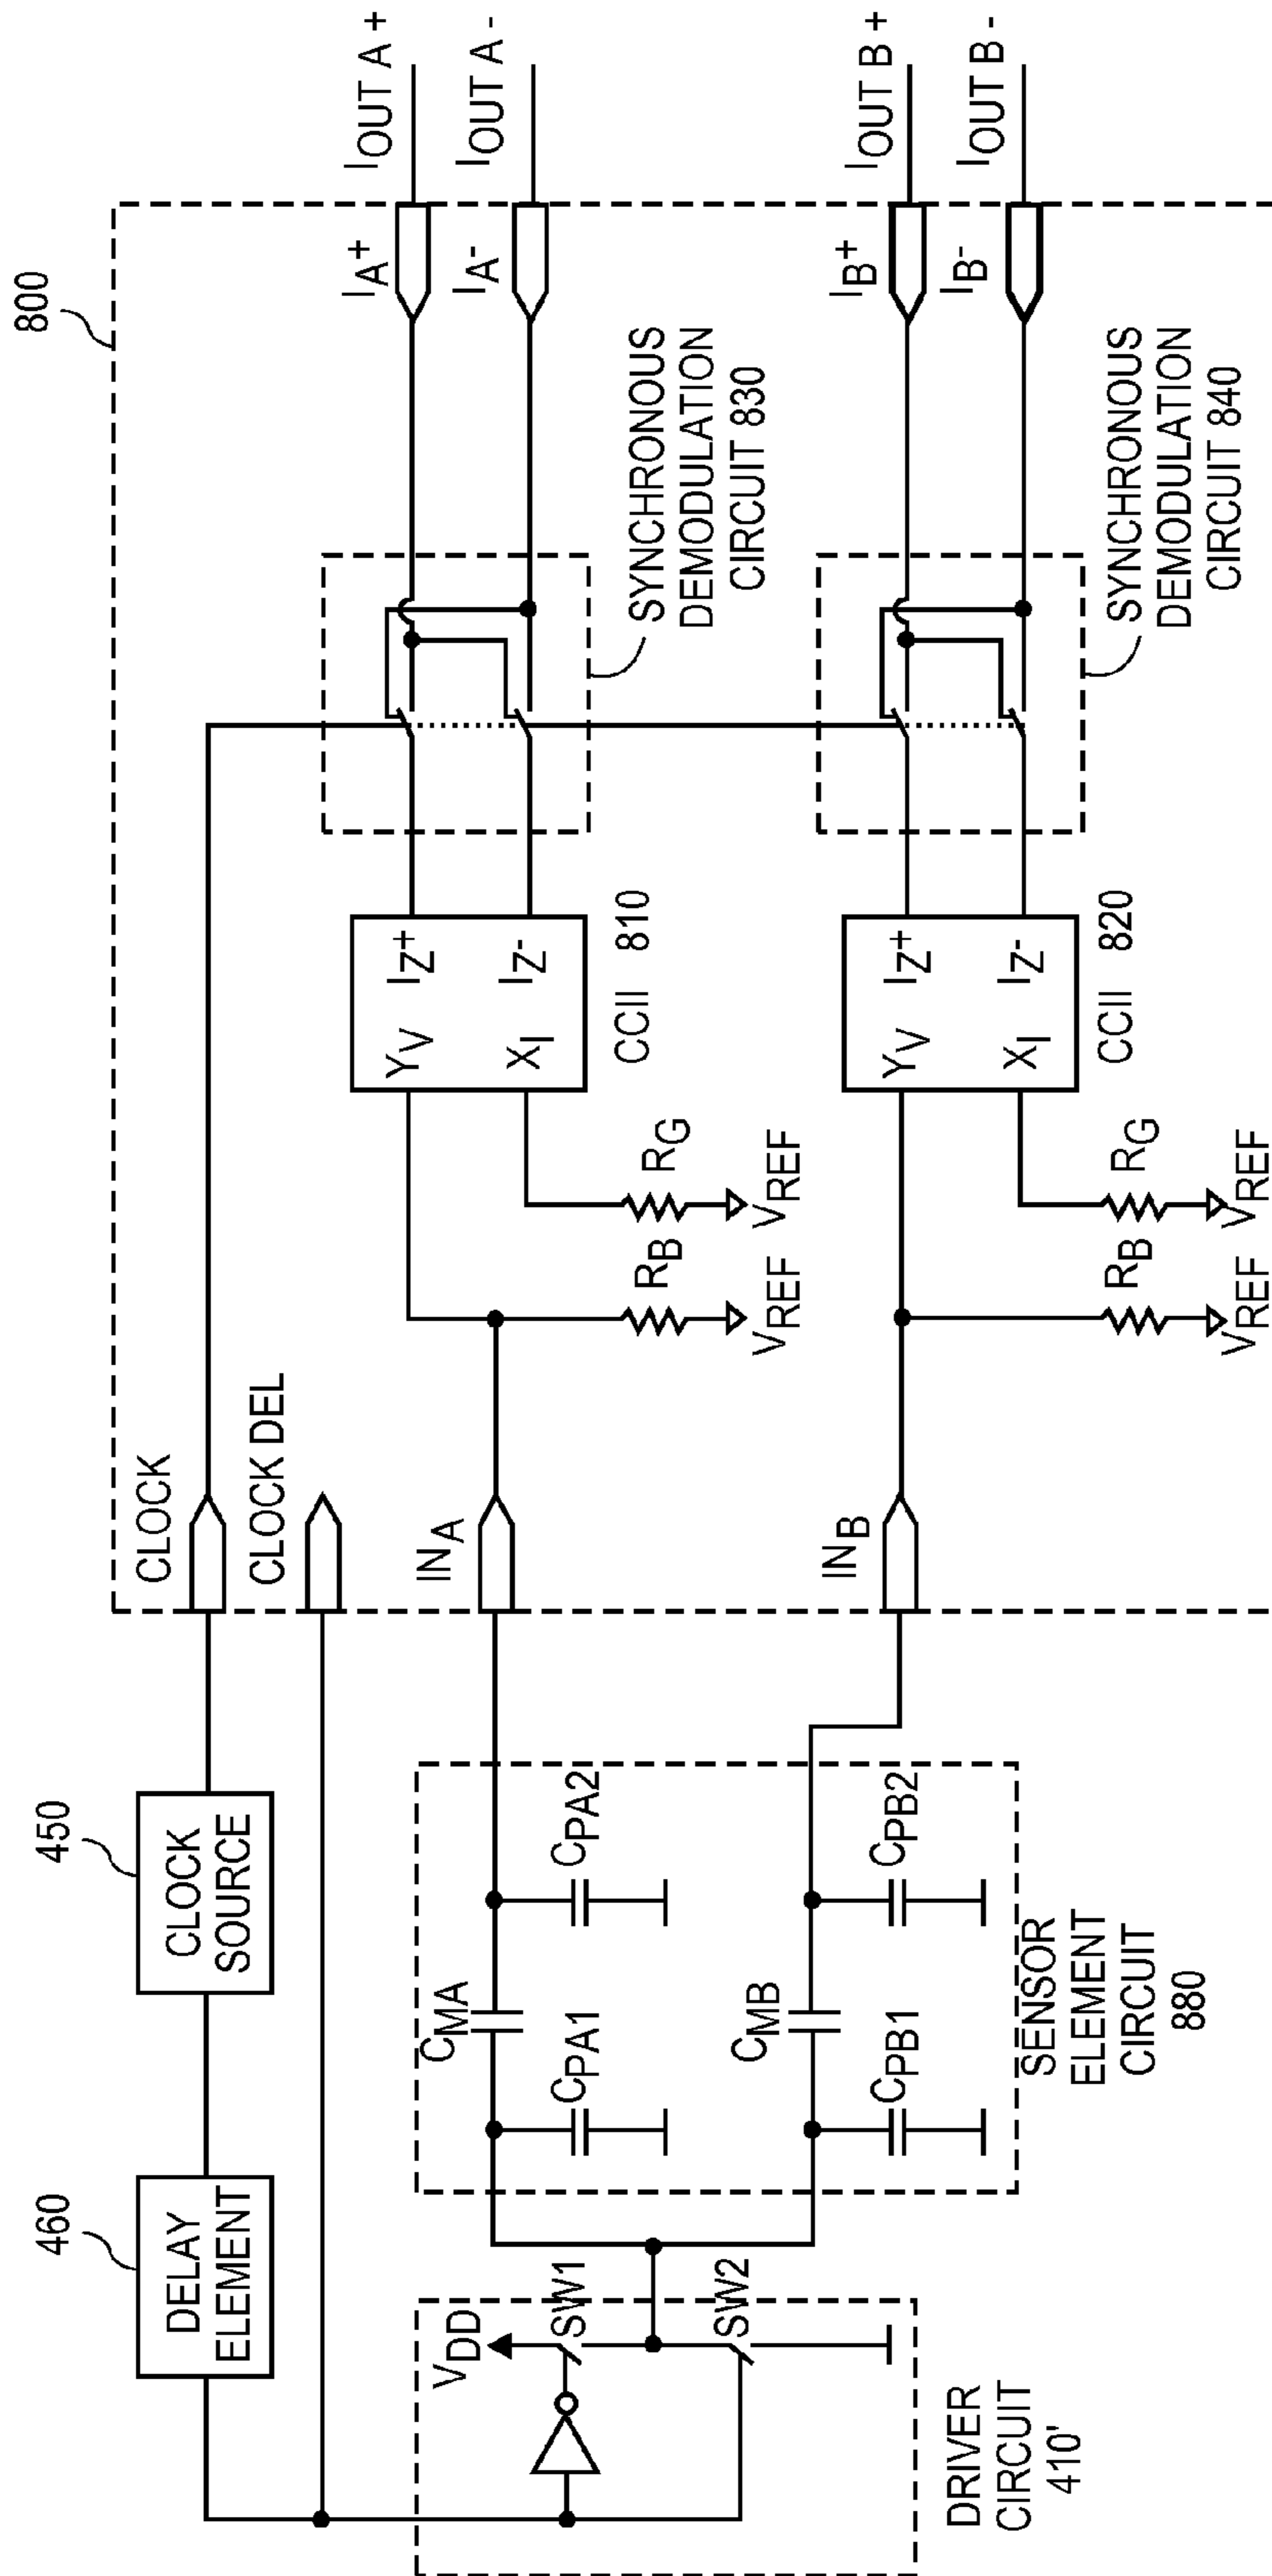 800
460
DELAY
ELEMENT
450
CLOCK
SOURCE
CLOCK
CLOCK DEL
V_DD
SW1
SW2
DRIVER
CIRCUIT
410'
C_MA
C_PA1
C_PA2
C_MB
C_PB1
C_PB2
SENSOR
ELEMENT
CIRCUIT
880
IN_A
IN_B
R_B
V_REF
R_G
V_REF
R_B
V_REF
R_G
V_REF
Y_V
I_Z+
X_I
I_Z-
CCII 810
Y_V
I_Z+
X_I
I_Z-
CCII 820
SYNCHRONOUS
DEMODULATION
CIRCUIT 830
SYNCHRONOUS
DEMODULATION
CIRCUIT 840
I_A+
I_A-
I_B+
I_B-
I_OUT A+
I_OUT A-
I_OUT B+
I_OUT B-